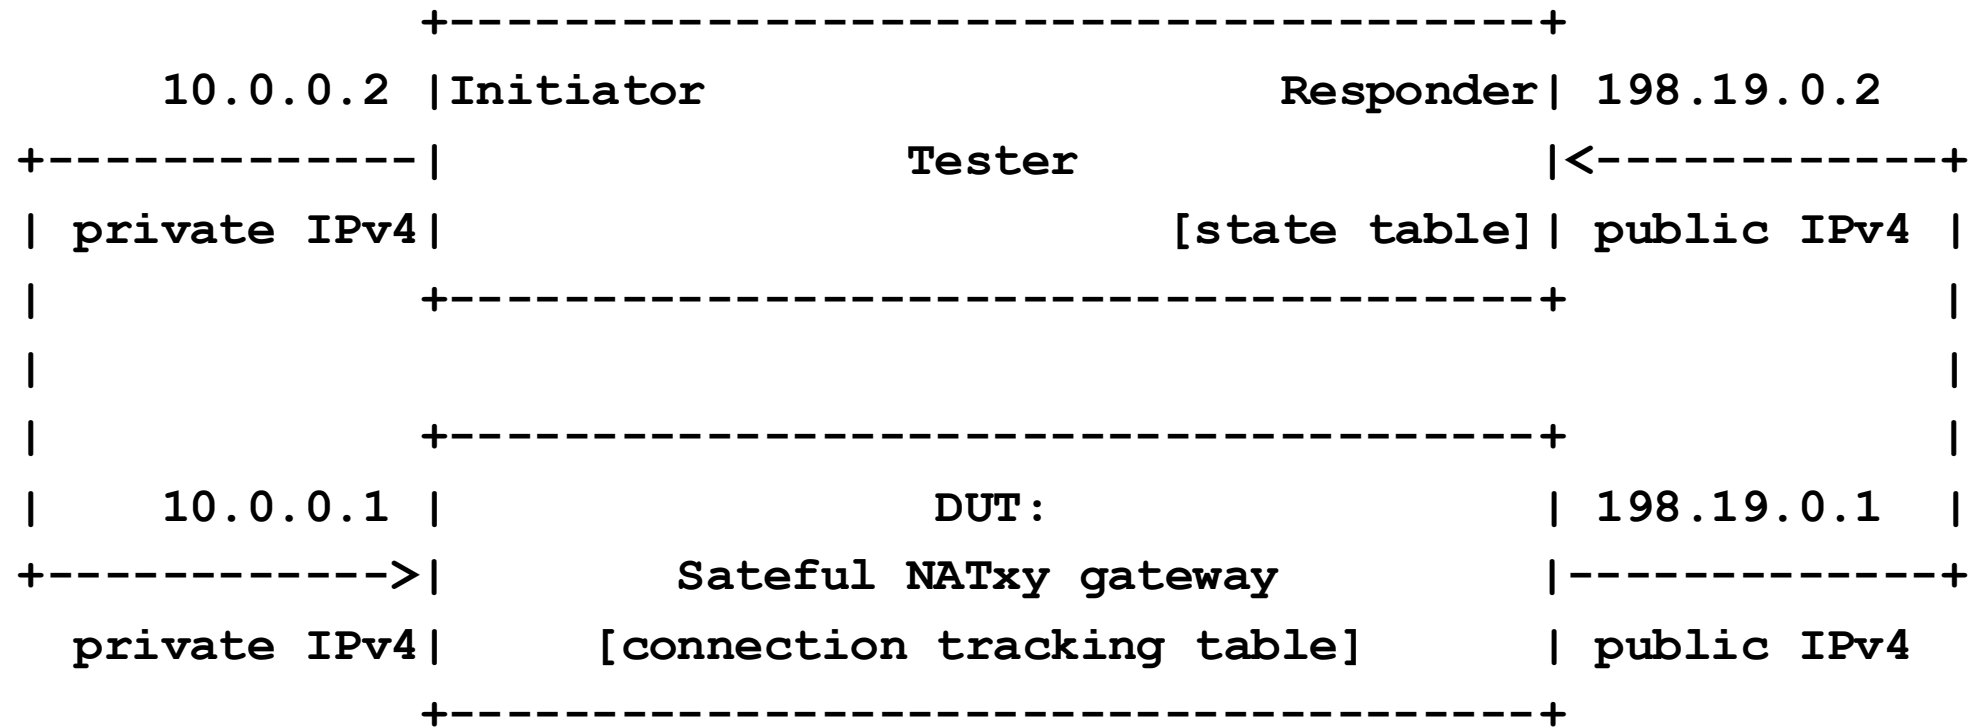 +--------------------------------------+
10.0.0.2 |Initiator Responder| 198.19.0.2
+-------------| Tester |<-------------+
| private IPv4| [state table]| public IPv4 |
| +--------------------------------------+ |
| |
| +--------------------------------------+ |
| 10.0.0.1 | DUT: | 198.19.0.1 |
+------------>| Sateful NATxy gateway |--------------+
private IPv4| [connection tracking table] | public IPv4
+--------------------------------------+